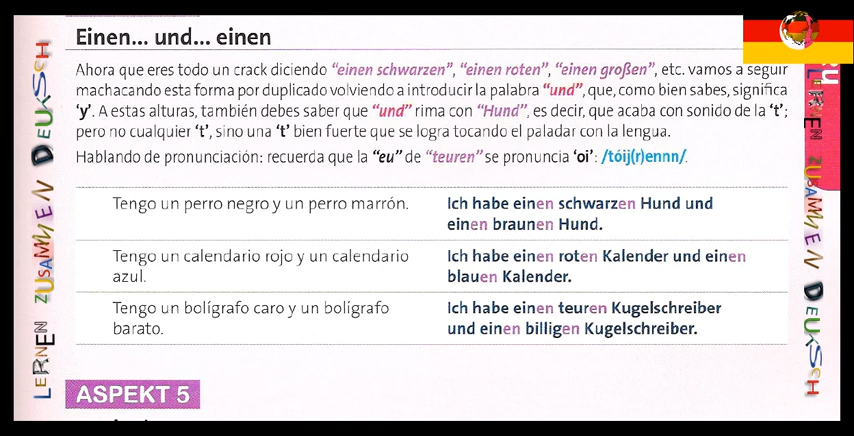 Einen... und... einen
Ahora que eres todo un crack diciendo “einen schwarzen”, “einen roten”, “einen großen”, etc. vamos a seguir
machacando esta forma por duplicado volviendo a introducir la palabra “und”, que, como bien sabes, significa
‘y’. A estas alturas, también debes saber que “und” rima con “Hund”, es decir, que acaba con sonido de la ‘t’;
pero no cualquier ‘t’, sino una ‘t’ bien fuerte que se logra tocando el paladar con la lengua.
Hablando de pronunciación: recuerda que la “eu” de “teuren” se pronuncia ‘oi’: /tóij(r)ennn/.
Tengo un perro negro y un perro marrón.
Ich habe einen schwarzen Hund und
einen braunen Hund.
Tengo un calendario rojo y un calendario
azul.
Ich habe einen roten Kalender und einen
blauen Kalender.
Tengo un bolígrafo caro y un bolígrafo
barato.
Ich habe einen teuren Kugelschreiber
und einen billigen Kugelschreiber.
ASPEKT 5
LERNEN ZUSAMMEN DEUKSCH
LERNEN ZUSAMMEN DEUKSCH